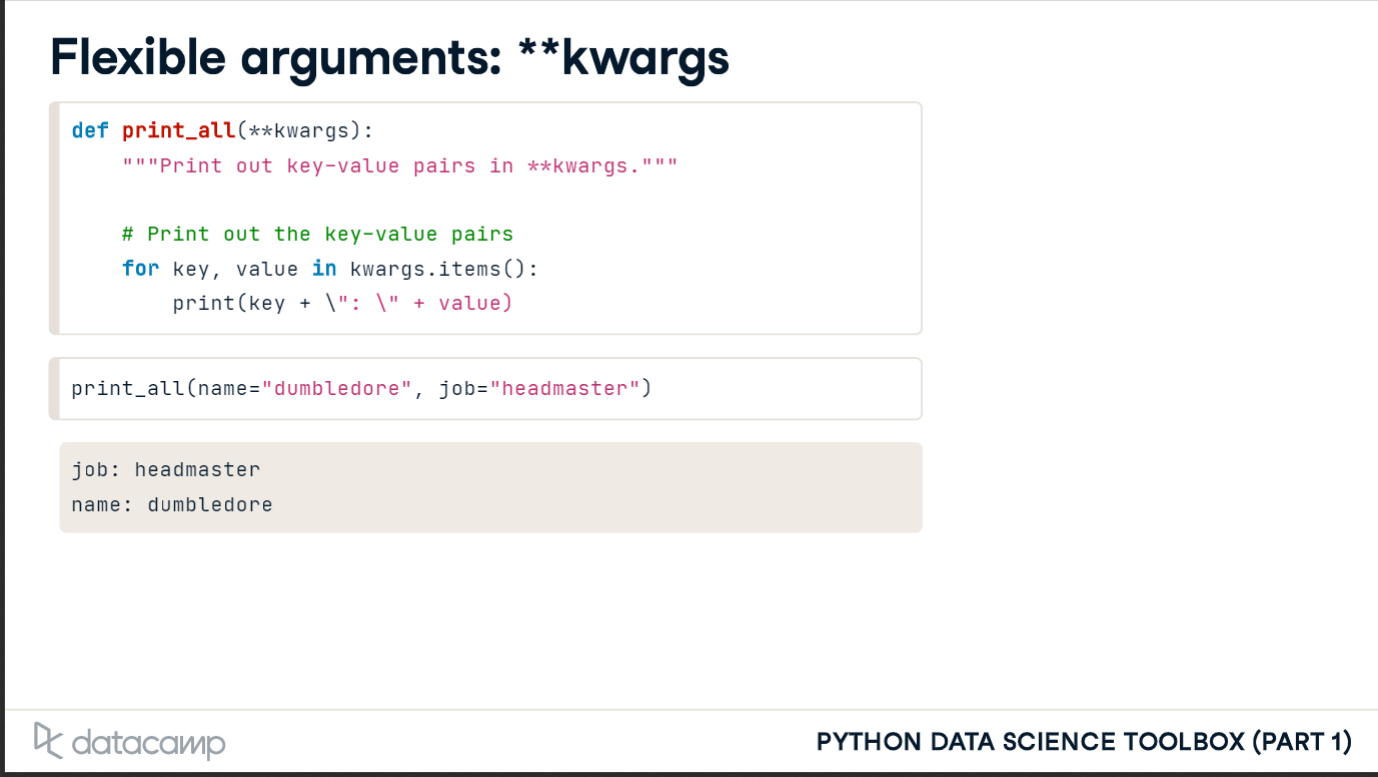 Flexible arguments: **kwargs
def print_all(**kwargs):
    """Print out key-value pairs in **kwargs."""
    # Print out the key-value pairs
    for key, value in kwargs.items():
        print(key + \": \" + value)
print_all(name="dumbledore", job="headmaster")
job: headmaster
name: dumbledore
datacamp
PYTHON DATA SCIENCE TOOLBOX (PART 1)